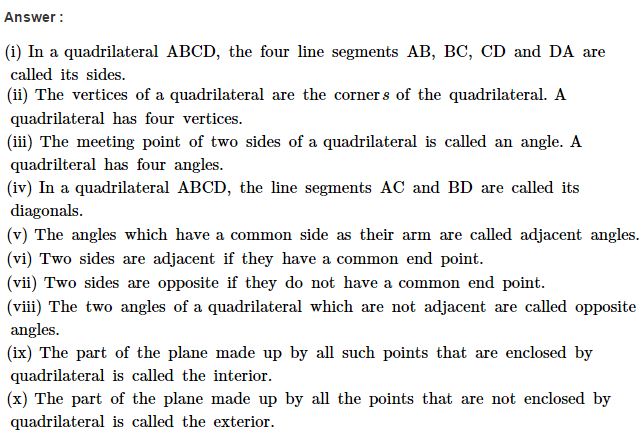 Answer :
(i) In a quadrilateral ABCD, the four line segments AB, BC, CD and DA are
called its sides.
(ii) The vertices of a quadrilateral are the corners of the quadrilateral. A
quadrilateral has four vertices.
(iii) The meeting point of two sides of a quadrilateral is called an angle. A
quadrilteral has four angles.
(iv) In a quadrilateral ABCD, the line segments AC and BD are called its
diagonals.
(v) The angles which have a common side as their arm are called adjacent angles.
(vi) Two sides are adjacent if they have a common end point.
(vii) Two sides are opposite if they do not have a common end point.
(viii) The two angles of a quadrilateral which are not adjacent are called opposite
angles.
(ix) The part of the plane made up by all such points that are enclosed by
quadrilateral is called the interior.
(x) The part of the plane made up by all the points that are not enclosed by
quadrilateral is called the exterior.